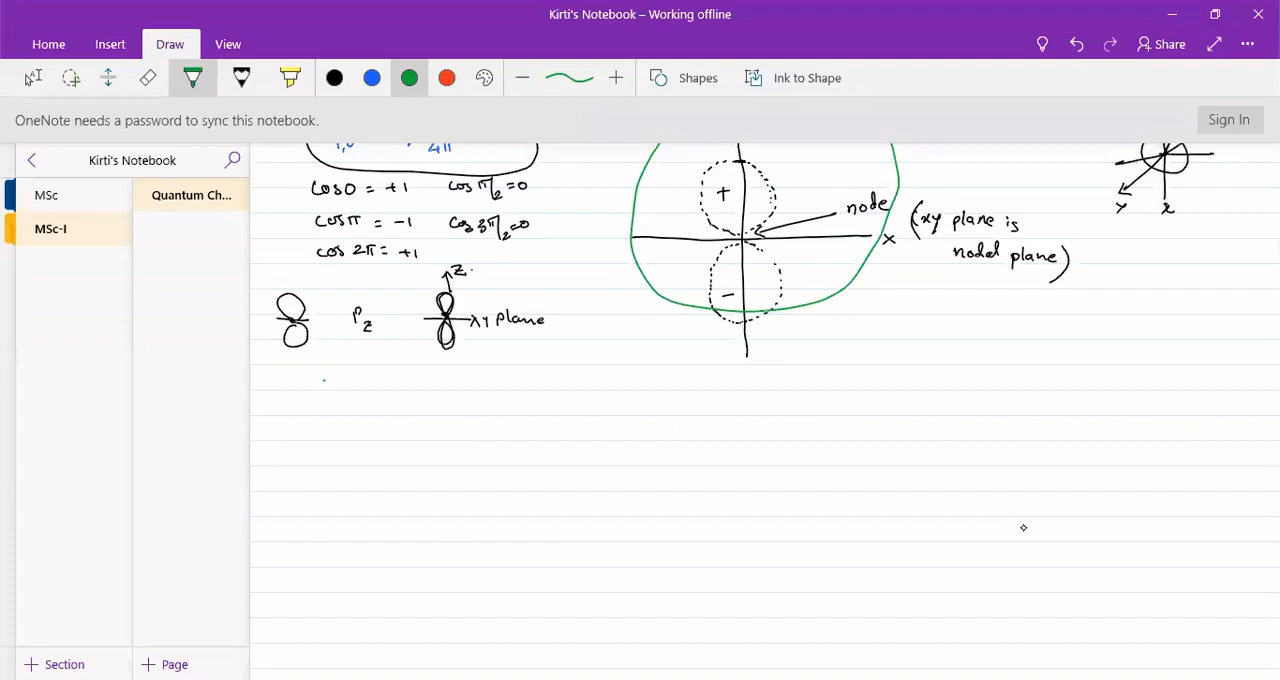 Kirti's Notebook – Working offline
Home Insert Draw View Share
Shapes Ink to Shape
OneNote needs a password to sync this notebook. Sign In
Kirti's Notebook
MSc Quantum Ch...
MSc-I
4π
cos 0 = +1 cos π/2 = 0
cos π = -1 cos 3π/2 = 0
cos 2π = +1
Pz
z
xy plane
+
-
node
x
(xy plane is
nodal plane)
y x
+ Section + Page